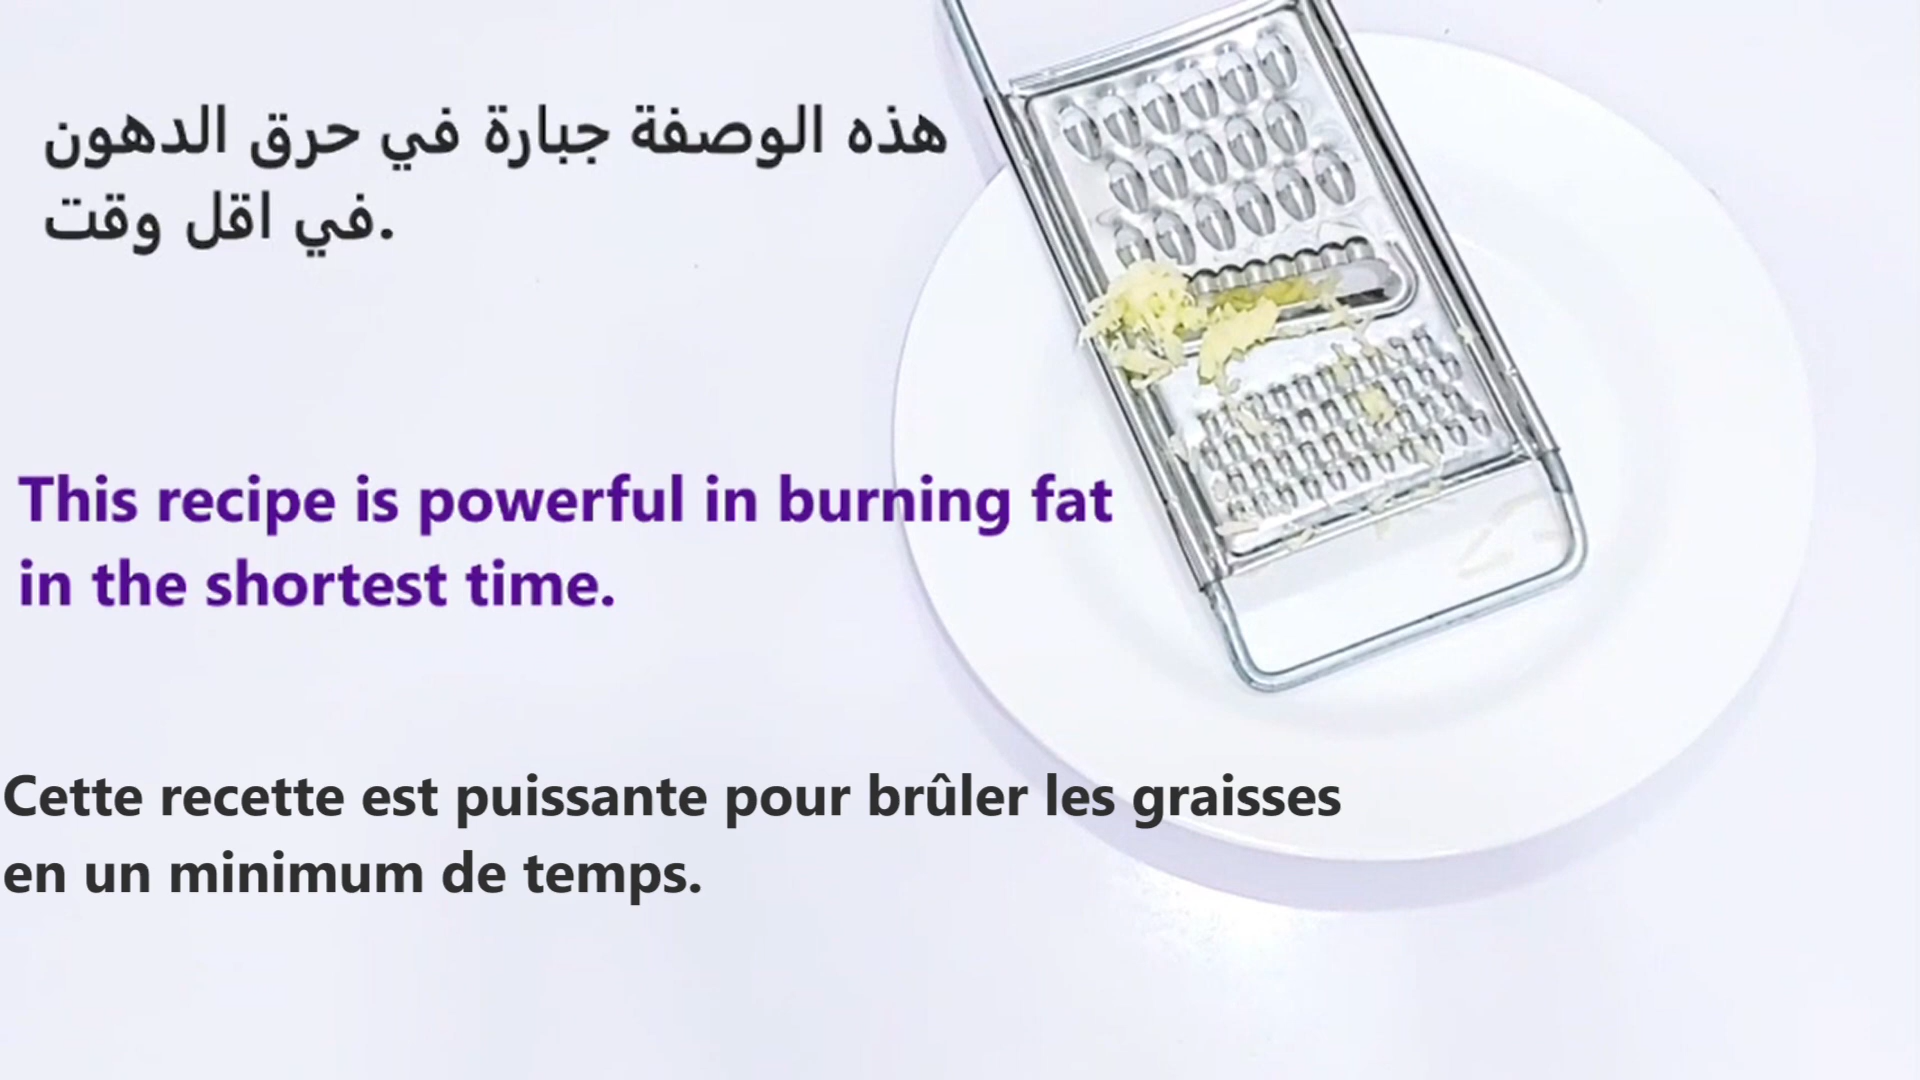 هذه الوصفة جبارة في حرق الدهون
في اقل وقت.
This recipe is powerful in burning fat
in the shortest time.
Cette recette est puissante pour brûler les graisses
en un minimum de temps.